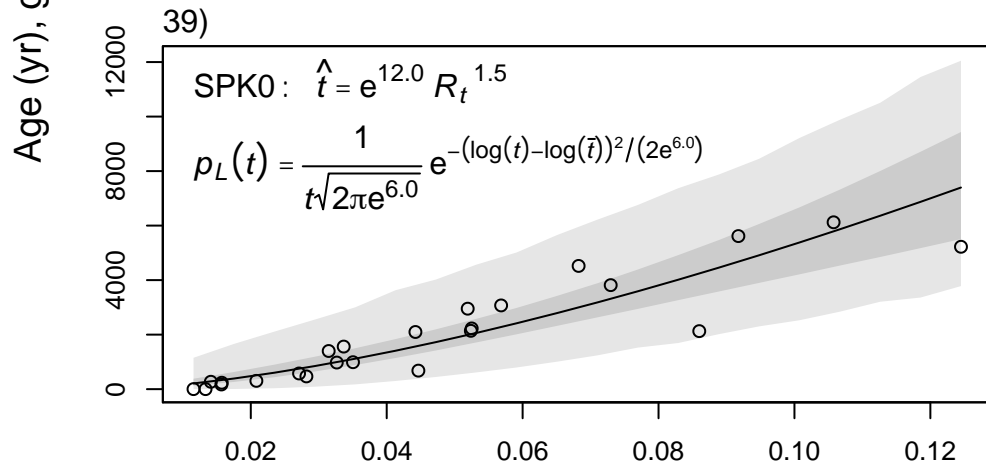 39)
Age (yr), g
12000
8000
4000
0
SPK0 : t̂ = e^12.0 R_t^1.5
p_L(t) = 1 / (t√(2πe^6.0)) e^−(log(t)−log(t̄))²/(2e^6.0)
0.02 0.04 0.06 0.08 0.10 0.12